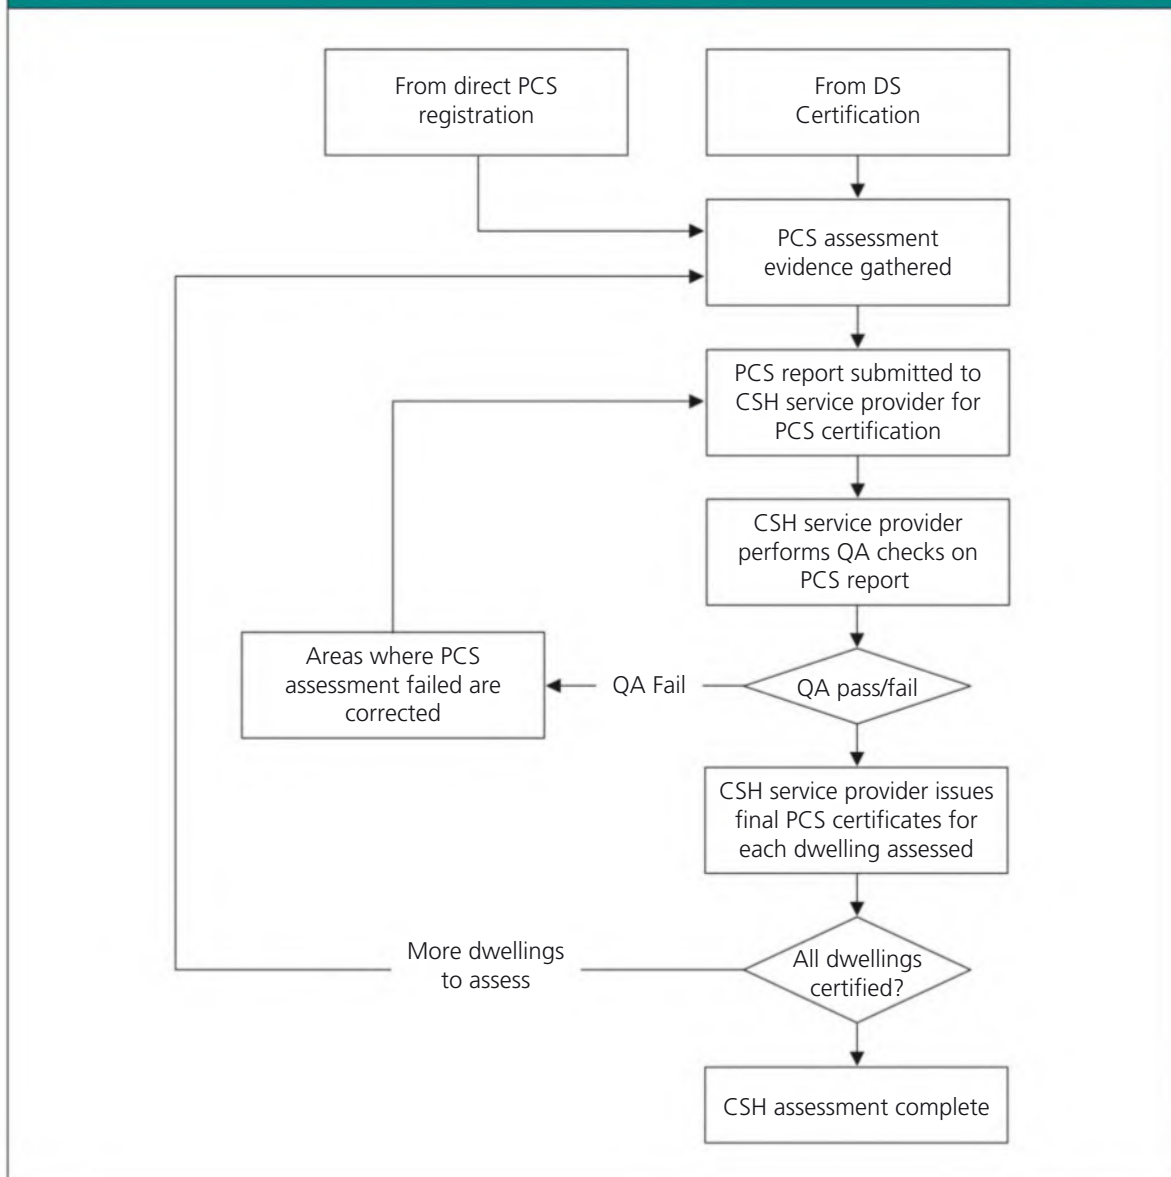 From direct PCS
registration
From DS
Certification
PCS assessment
evidence gathered
PCS report submitted to
CSH service provider for
PCS certification
CSH service provider
performs QA checks on
PCS report
Areas where PCS
assessment failed are
corrected
QA Fail
QA pass/fail
CSH service provider issues
final PCS certificates for
each dwelling assessed
More dwellings
to assess
All dwellings
certified?
CSH assessment complete